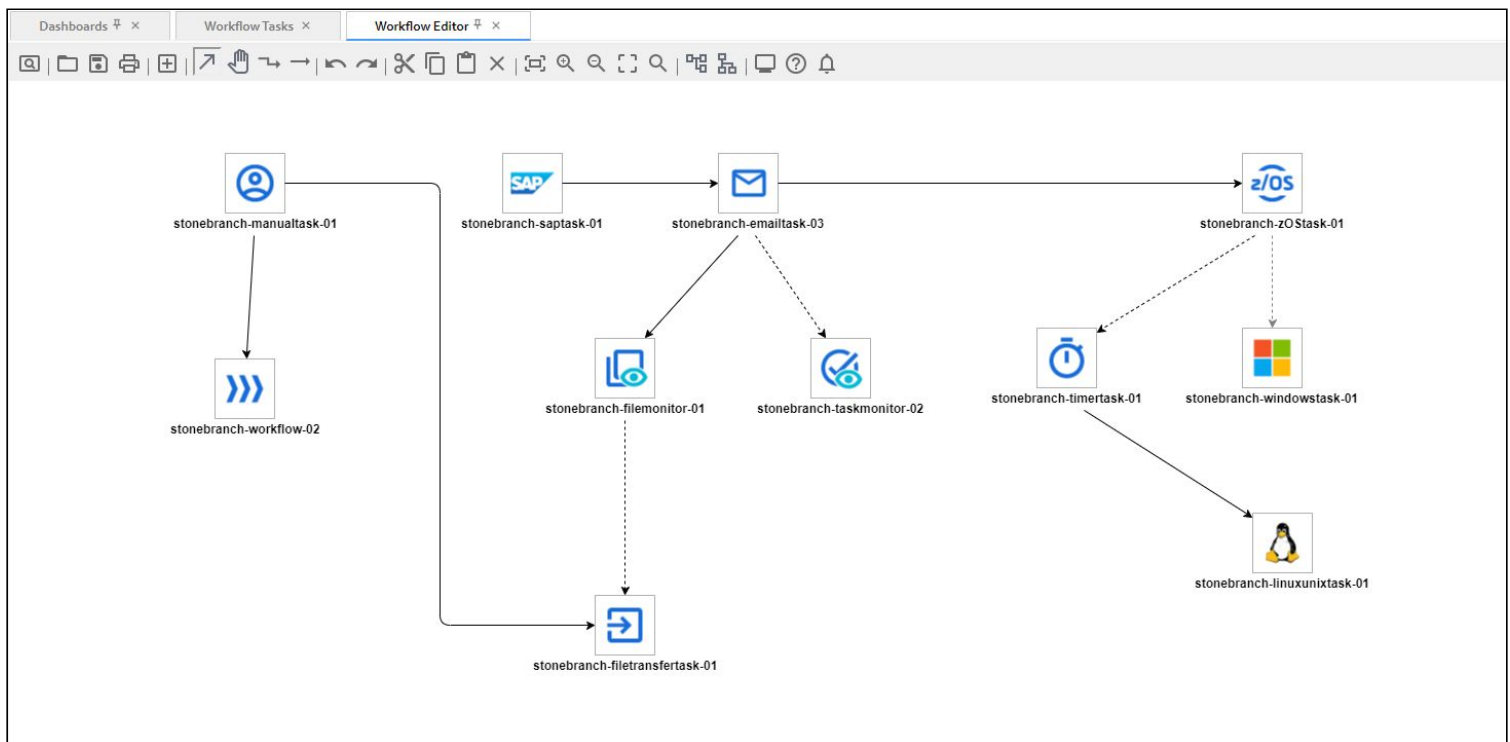 Dashboards
Workflow Tasks
Workflow Editor
SAP
z/OS
stonebranch-manualtask-01
stonebranch-saptask-01
stonebranch-emailtask-03
stonebranch-zOStask-01
stonebranch-filemonitor-01
stonebranch-taskmonitor-02
stonebranch-timertask-01
stonebranch-windowstask-01
stonebranch-workflow-02
stonebranch-linuxunixtask-01
stonebranch-filetransfertask-01